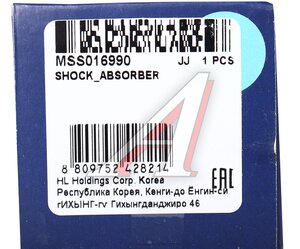 MSS016990 JJ 1 PCS
SHOCK_ABSORBER
8 809752 428214
HL Holdings Corp. Korea
Республика Корея, Кенги-до Ёнгин-си
гИХЫНГ-гу Гихынгданджиро 46
EAC